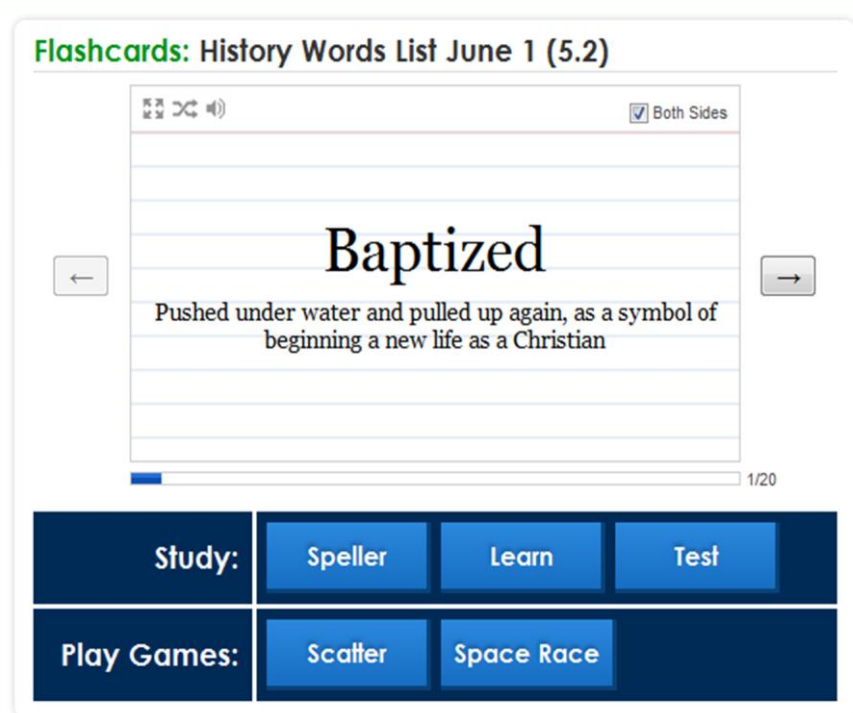 Flashcards: History Words List June 1 (5.2)
Both Sides
Baptized
←
→
Pushed under water and pulled up again, as a symbol of
beginning a new life as a Christian
1/20
Study: Speller Learn Test
Play Games: Scatter Space Race